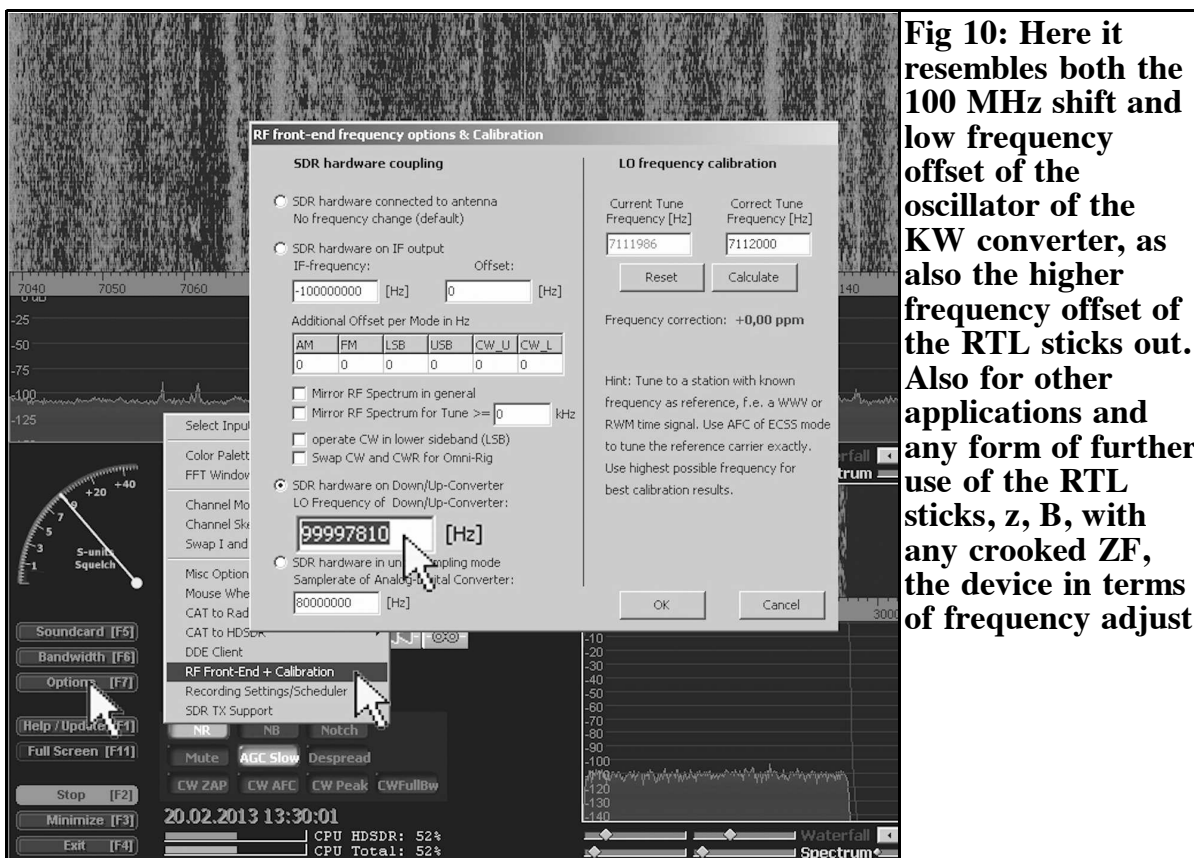 Fig 10: Here it
resembles both the
100 MHz shift and
low frequency
offset of the
oscillator of the
KW converter, as
also the higher
frequency offset of
the RTL sticks out.
Also for other
applications and
any form of further
use of the RTL
sticks, z, B, with
any crooked ZF,
the device in terms
of frequency adjust
7040 7050 7060
140
-25
-50
-75
-100
-125
RF front-end frequency options & Calibration
SDR hardware coupling
SDR hardware connected to antenna
No frequency change (default)
SDR hardware on IF output
IF-frequency: Offset:
-100000000 [Hz] 0 [Hz]
Additional Offset per Mode in Hz
AM FM LSB USB CW_U CW_L
0 0 0 0 0 0
Mirror RF Spectrum in general
Mirror RF Spectrum for Tune >= 0 kHz
operate CW in lower sideband (LSB)
Swap CW and CWR for Omni-Rig
SDR hardware on Down/Up-Converter
LO Frequency of Down/Up-Converter:
99997810 [Hz]
SDR hardware in mpling mode
Samplerate of Analog- ital Converter:
80000000 [Hz]
LO frequency calibration
Current Tune Correct Tune
Frequency [Hz] Frequency [Hz]
7111986 7112000
Reset Calculate
Frequency correction: +0,00 ppm
Hint: Tune to a station with known
frequency as reference, f.e. a WWV or
RWM time signal. Use AFC of ECSS mode
to tune the reference carrier exactly.
Use highest possible frequency for
best calibration results.
OK Cancel
Select Inpu
Color Palett
FFT Window
Channel Mo
Channel Ske
Swap I and
Misc Option
Mouse Whe
CAT to Rad
CAT to HDSDR
DDE Client
RF Front-End + Calibration
Recording Settings/Scheduler
SDR TX Support
1 3 5 7 9 +20 +40
S-units
Squelch
Soundcard [F5]
Bandwidth [F6]
Options [F7]
Help / Update [F1]
Full Screen [F11]
Stop [F2]
Minimize [F3]
Exit [F4]
NR NB Notch
Mute AGC Slow Despread
CW ZAP CW AFC CW Peak CWFullBw
20.02.2013 13:30:01
CPU HDSDR: 52%
CPU Total: 52%
erfall
trum
3000
-10
-20
-30
-40
-50
-60
-70
-80
-90
-100
-120
-130
-140
Waterfall
Spectrum